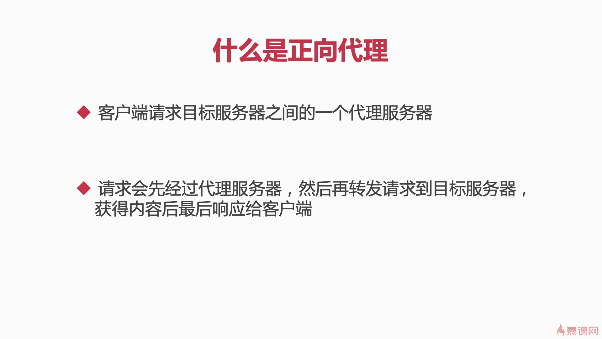 什么是正向代理
客户端请求目标服务器之间的一个代理服务器
请求会先经过代理服务器，然后再转发请求到目标服务器，
获得内容后最后响应给客户端
慕课网